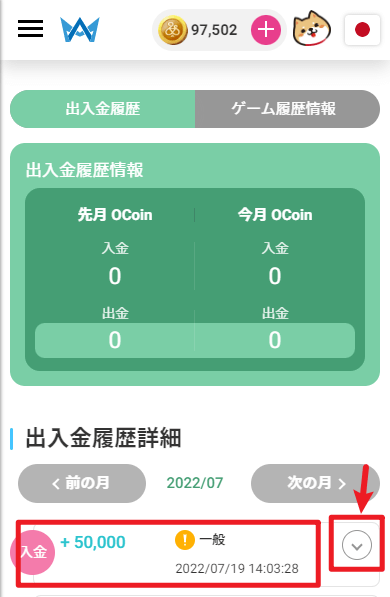 97,502
出入金履歴 ゲーム履歴情報
出入金履歴情報
先月 OCoin 今月 OCoin
入金 入金
0 0
出金 出金
0 0
出入金履歴詳細
前の月 2022/07 次の月
入金 + 50,000 一般
2022/07/19 14:03:28